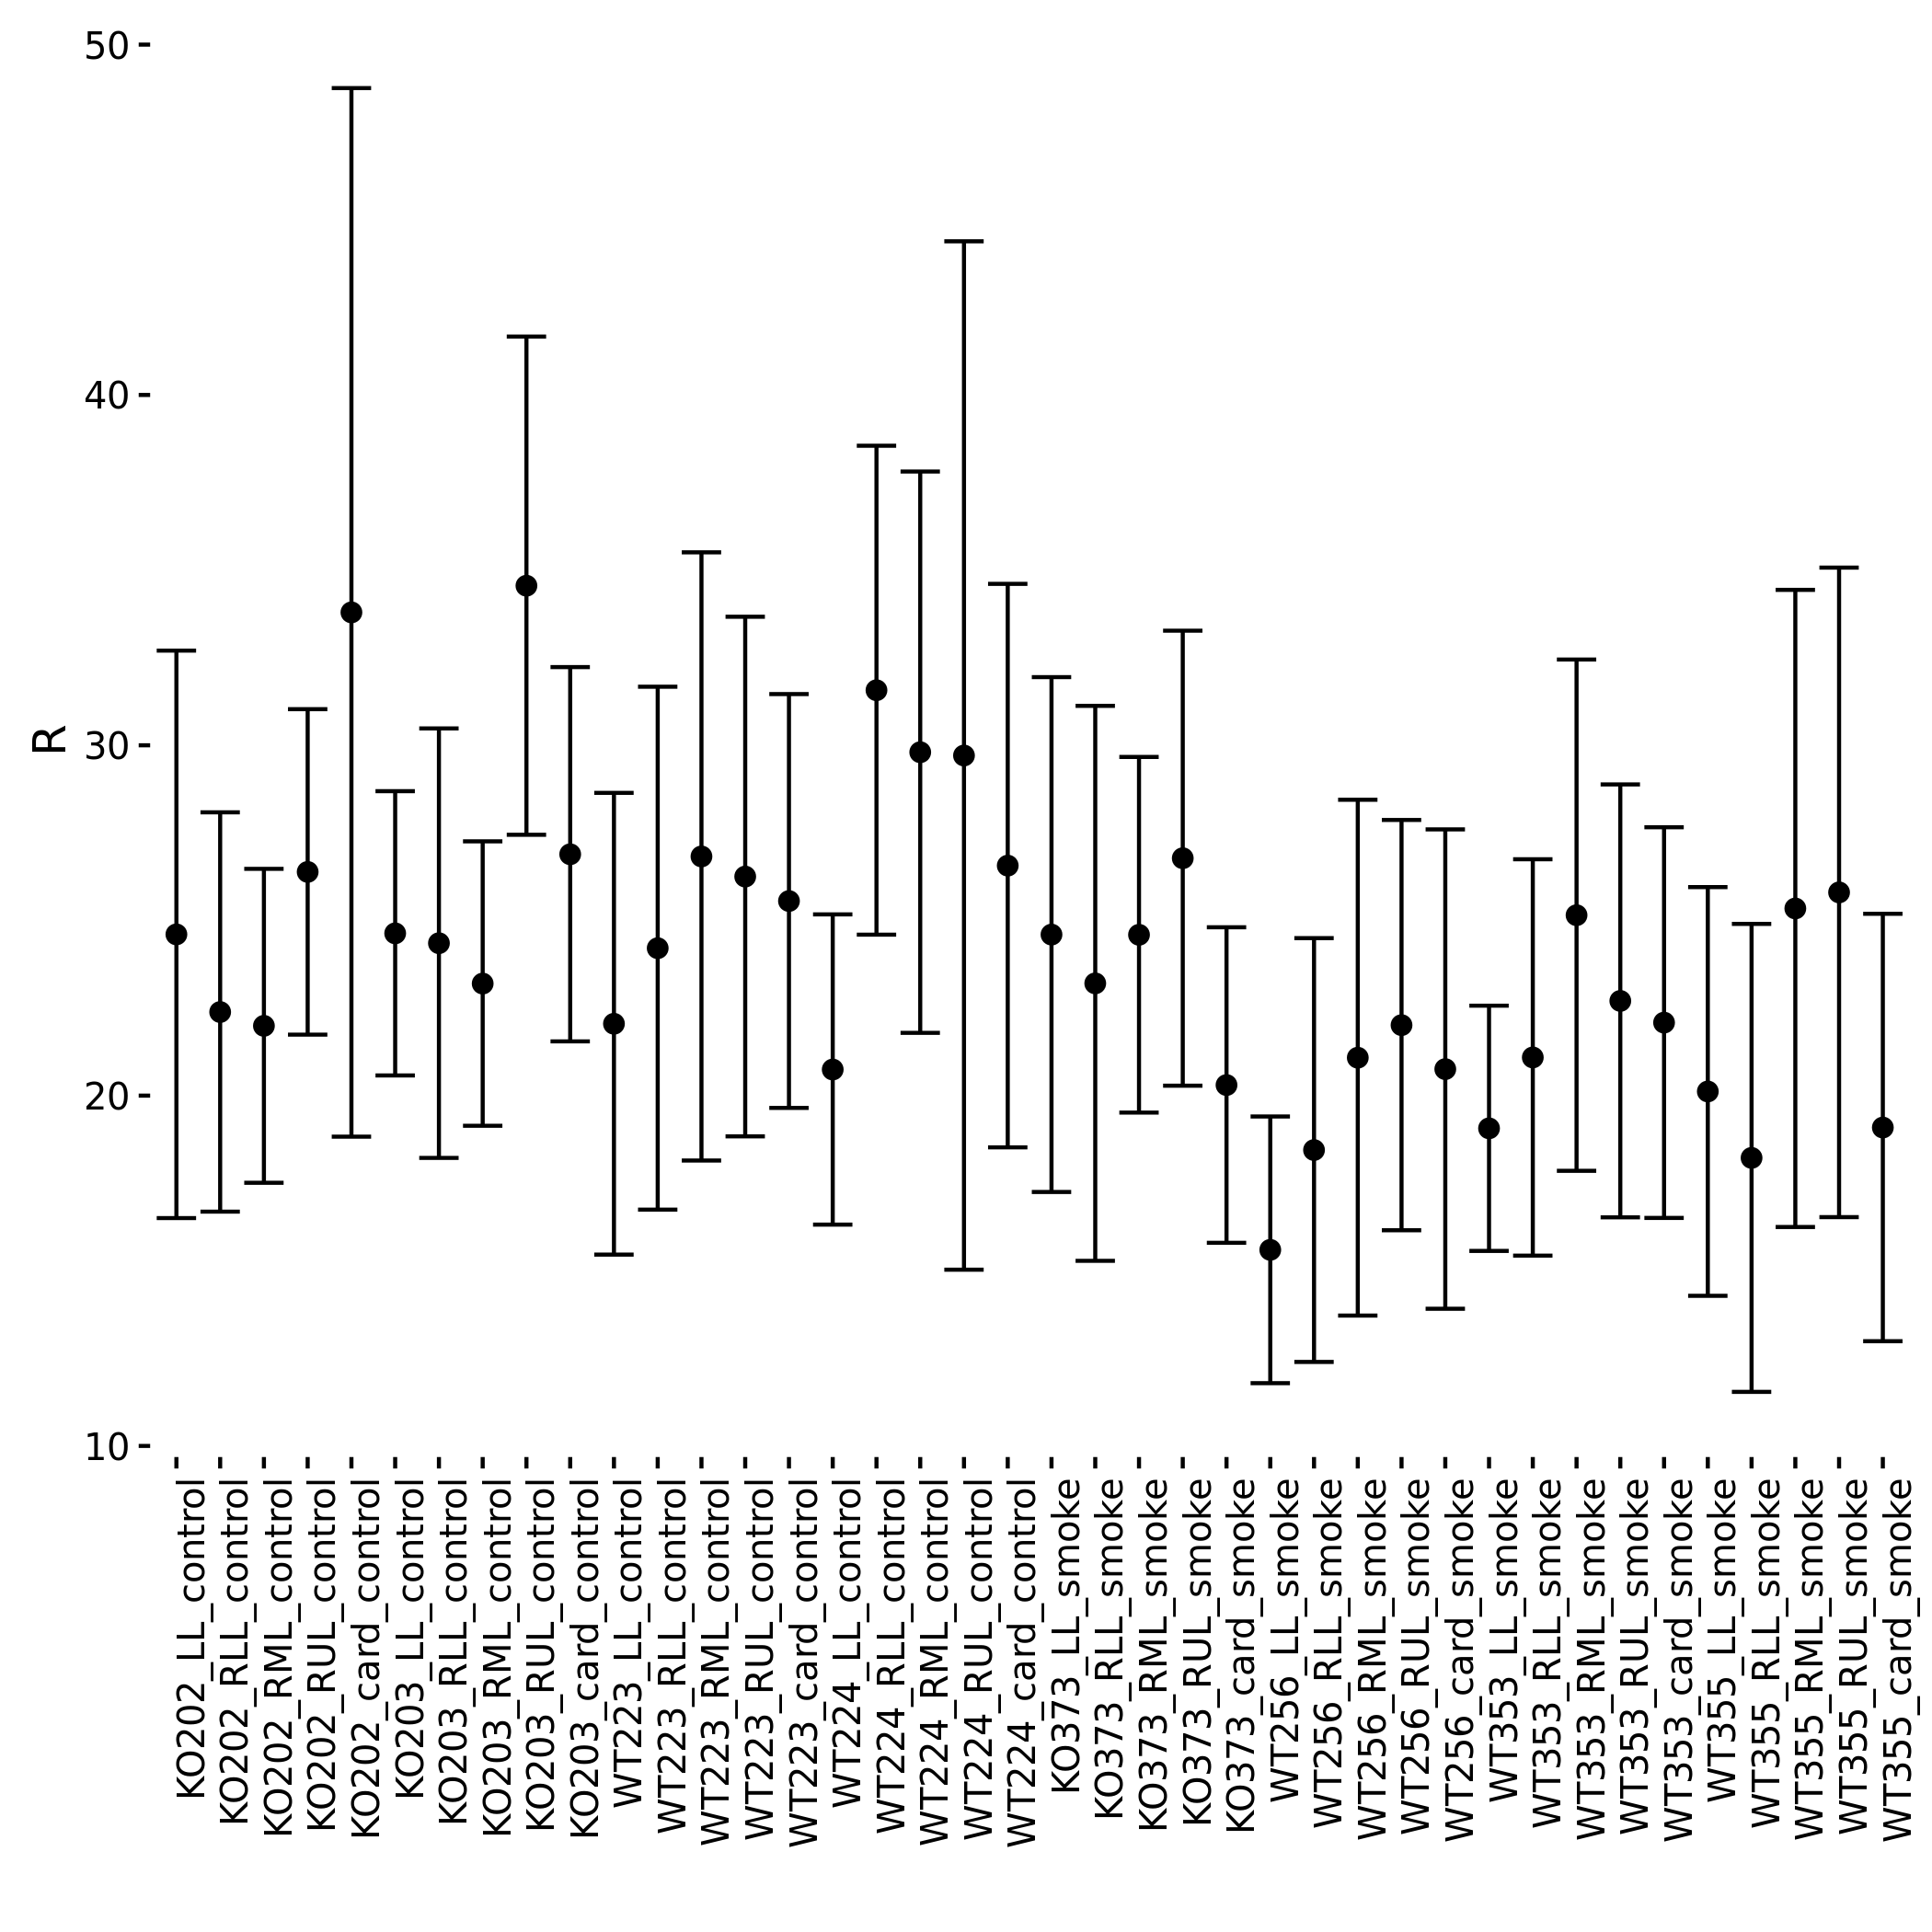 50
40
30
20
10
R
KO202_LL_control
KO202_RLL_control
KO202_RML_control
KO202_RUL_control
KO202_card_control
KO203_LL_control
KO203_RLL_control
KO203_RML_control
KO203_RUL_control
KO203_card_control
WT223_LL_control
WT223_RLL_control
WT223_RML_control
WT223_RUL_control
WT223_card_control
WT224_LL_control
WT224_RLL_control
WT224_RML_control
WT224_RUL_control
WT224_card_control
KO373_LL_smoke
KO373_RLL_smoke
KO373_RML_smoke
KO373_RUL_smoke
KO373_card_smoke
WT256_LL_smoke
WT256_RLL_smoke
WT256_RML_smoke
WT256_RUL_smoke
WT256_card_smoke
WT353_LL_smoke
WT353_RLL_smoke
WT353_RML_smoke
WT353_RUL_smoke
WT353_card_smoke
WT355_LL_smoke
WT355_RLL_smoke
WT355_RML_smoke
WT355_RUL_smoke
WT355_card_smoke